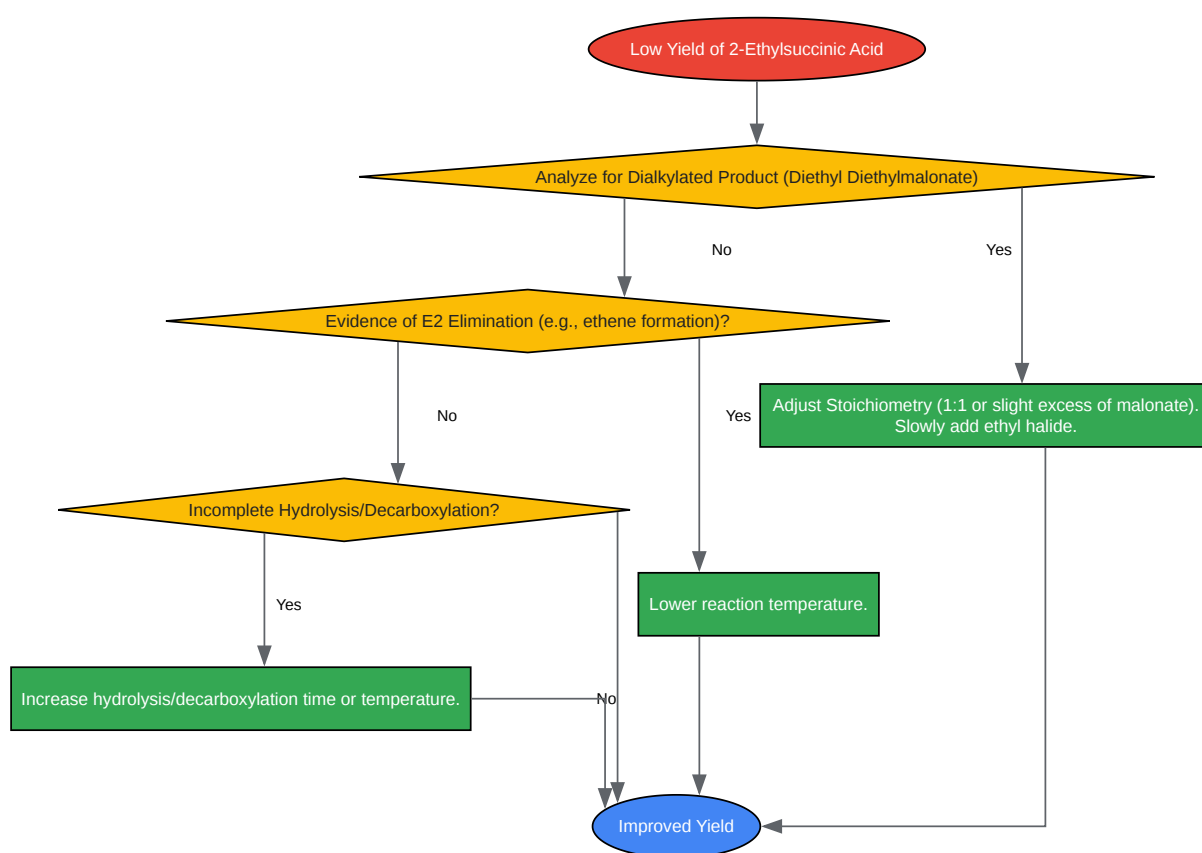 Low Yield of 2-Ethylsuccinic Acid
Analyze for Dialkylated Product (Diethyl Diethylmalonate)
No
Yes
Evidence of E2 Elimination (e.g., ethene formation)?
Adjust Stoichiometry (1:1 or slight excess of malonate).
Slowly add ethyl halide.
No
Yes
Incomplete Hydrolysis/Decarboxylation?
Lower reaction temperature.
Yes
Increase hydrolysis/decarboxylation time or temperature.
No
Improved Yield